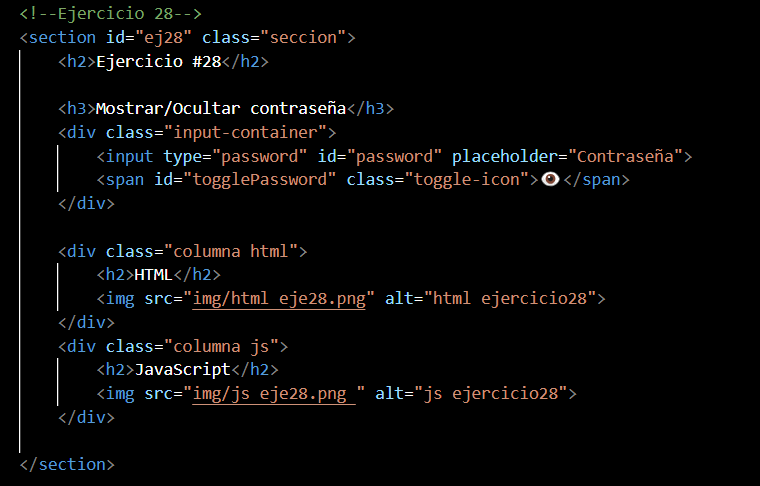 <!--Ejercicio 28-->
<section id="ej28" class="seccion">
<h2>Ejercicio #28</h2>
<h3>Mostrar/Ocultar contraseña</h3>
<div class="input-container">
<input type="password" id="password" placeholder="Contraseña">
<span id="togglePassword" class="toggle-icon">👁️</span>
</div>
<div class="columna html">
<h2>HTML</h2>
<img src="img/html eje28.png" alt="html ejercicio28">
</div>
<div class="columna js">
<h2>JavaScript</h2>
<img src="img/js eje28.png " alt="js ejercicio28">
</div>
</section>